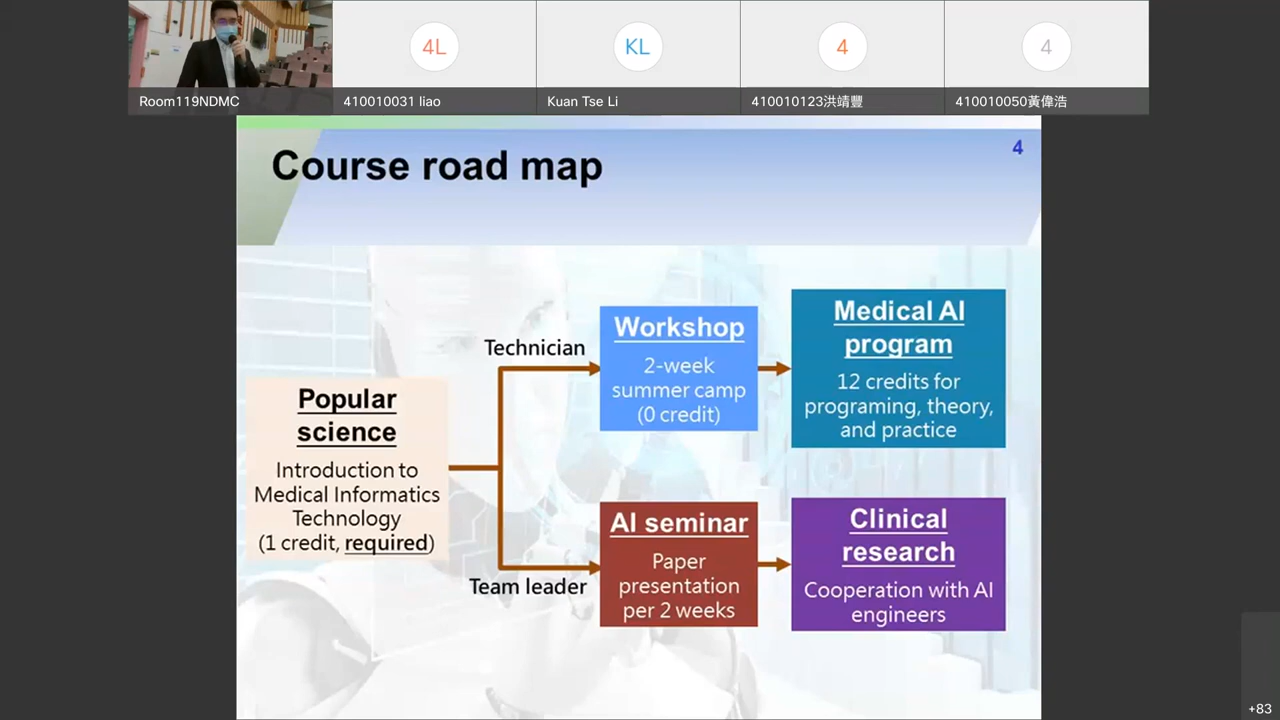 4L
KL
4
4
Room119NDMC
410010031 liao
Kuan Tse Li
410010123洪靖豐
410010050黃偉浩
Course road map
4
Popular
science
Introduction to
Medical Informatics
Technology
(1 credit, required)
Technician
Workshop
2-week
summer camp
(0 credit)
Medical AI
program
12 credits for
programing, theory,
and practice
Team leader
AI seminar
Paper
presentation
per 2 weeks
Clinical
research
Cooperation with AI
engineers
+83